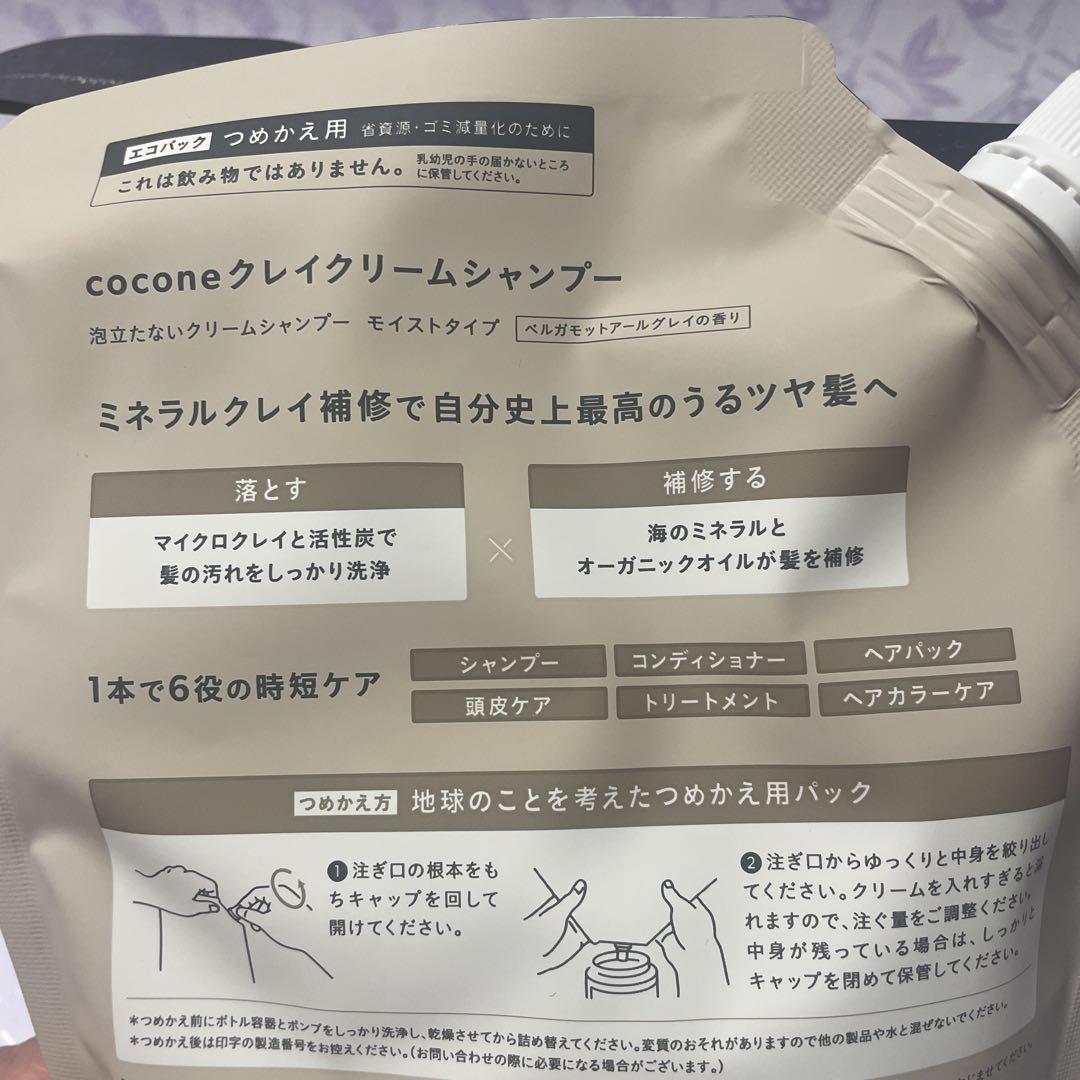 エコパック つめかえ用 省資源・ゴミ減量化のために
これは飲み物ではありません。 乳幼児の手の届かないところ
に保管してください。
coconeクレイクリームシャンプー
泡立たないクリームシャンプー モイストタイプ ベルガモットアールグレイの香り
ミネラルクレイ補修で自分史上最高のうるツヤ髪へ
落とす
マイクロクレイと活性炭で
髪の汚れをしっかり洗浄
×
補修する
海のミネラルと
オーガニックオイルが髪を補修
1本で6役の時短ケア
シャンプー コンディショナー ヘアパック
頭皮ケア トリートメント ヘアカラーケア
つめかえ方 地球のことを考えたつめかえ用パック
❶注ぎ口の根本をも
ちキャップを回して
開けてください。
❷注ぎ口からゆっくりと中身を絞り出し
てください。クリームを入れすぎると溢
れますので、注ぐ量をご調整ください。
中身が残っている場合は、しっかりと
キャップを閉めて保管してください。
*つめかえ前にボトル容器とポンプをしっかり洗浄し、乾燥させてから詰め替えてください。変質のおそれがありますので他の製品や水と混ぜないでください。
*つめかえ後は印字の製造番号をお控えください。(お問い合わせの際に必要になる場合がございます。)